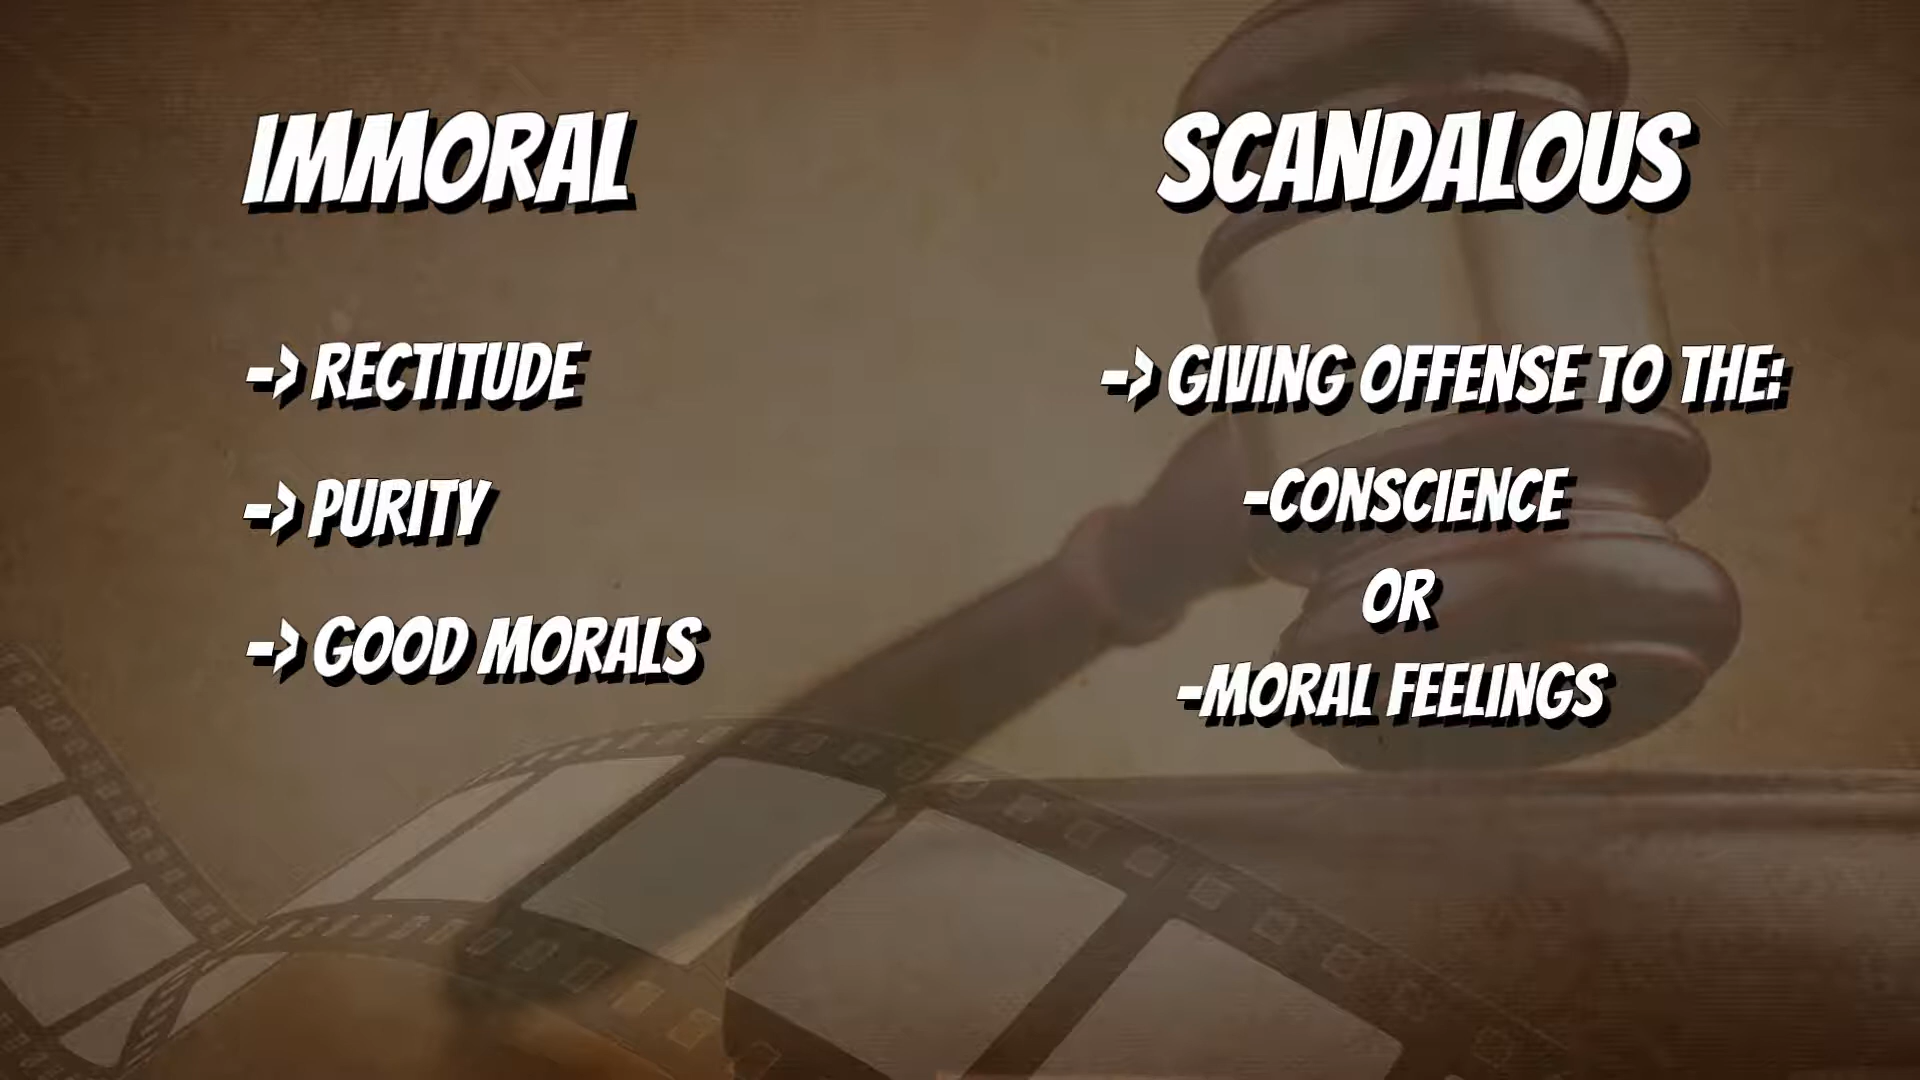 IMMORAL
-> RECTITUDE
-> PURITY
-> GOOD MORALS
SCANDALOUS
-> GIVING OFFENSE TO THE:
-CONSCIENCE
OR
-MORAL FEELINGS